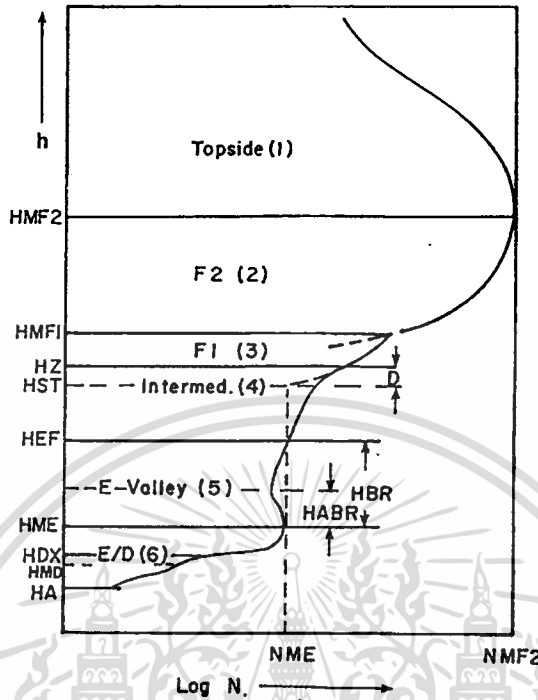 h
Topside (1)
HMF2
F2 (2)
HMF1
F1 (3)
HZ
D
HST
Intermed. (4)
HEF
HBR
E-Valley (5)
HABR
HME
HDX
E/D (6)
HMD
HA
NME
NMF2
Log N.